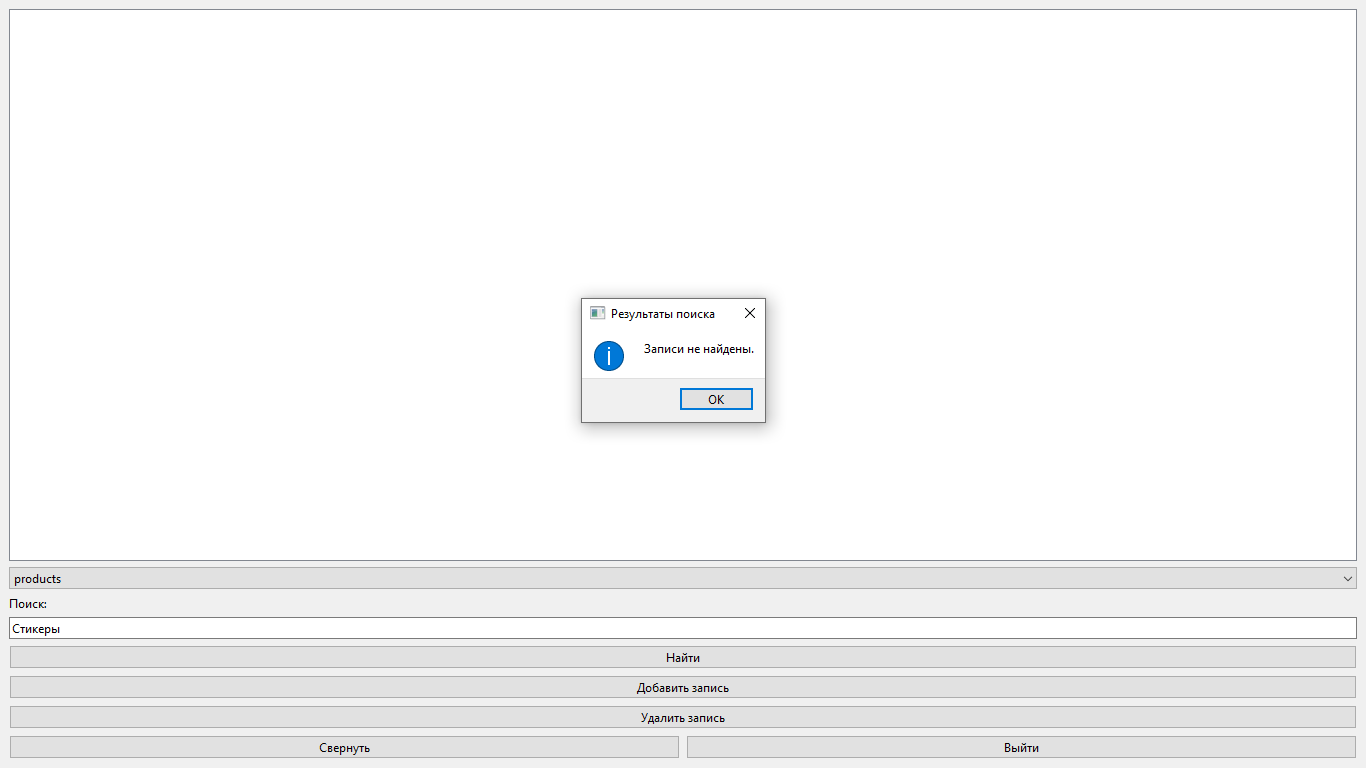 Результаты поиска
Записи не найдены.
OK
products
Поиск:
Стикеры
Найти
Добавить запись
Удалить запись
Свернуть
Выйти